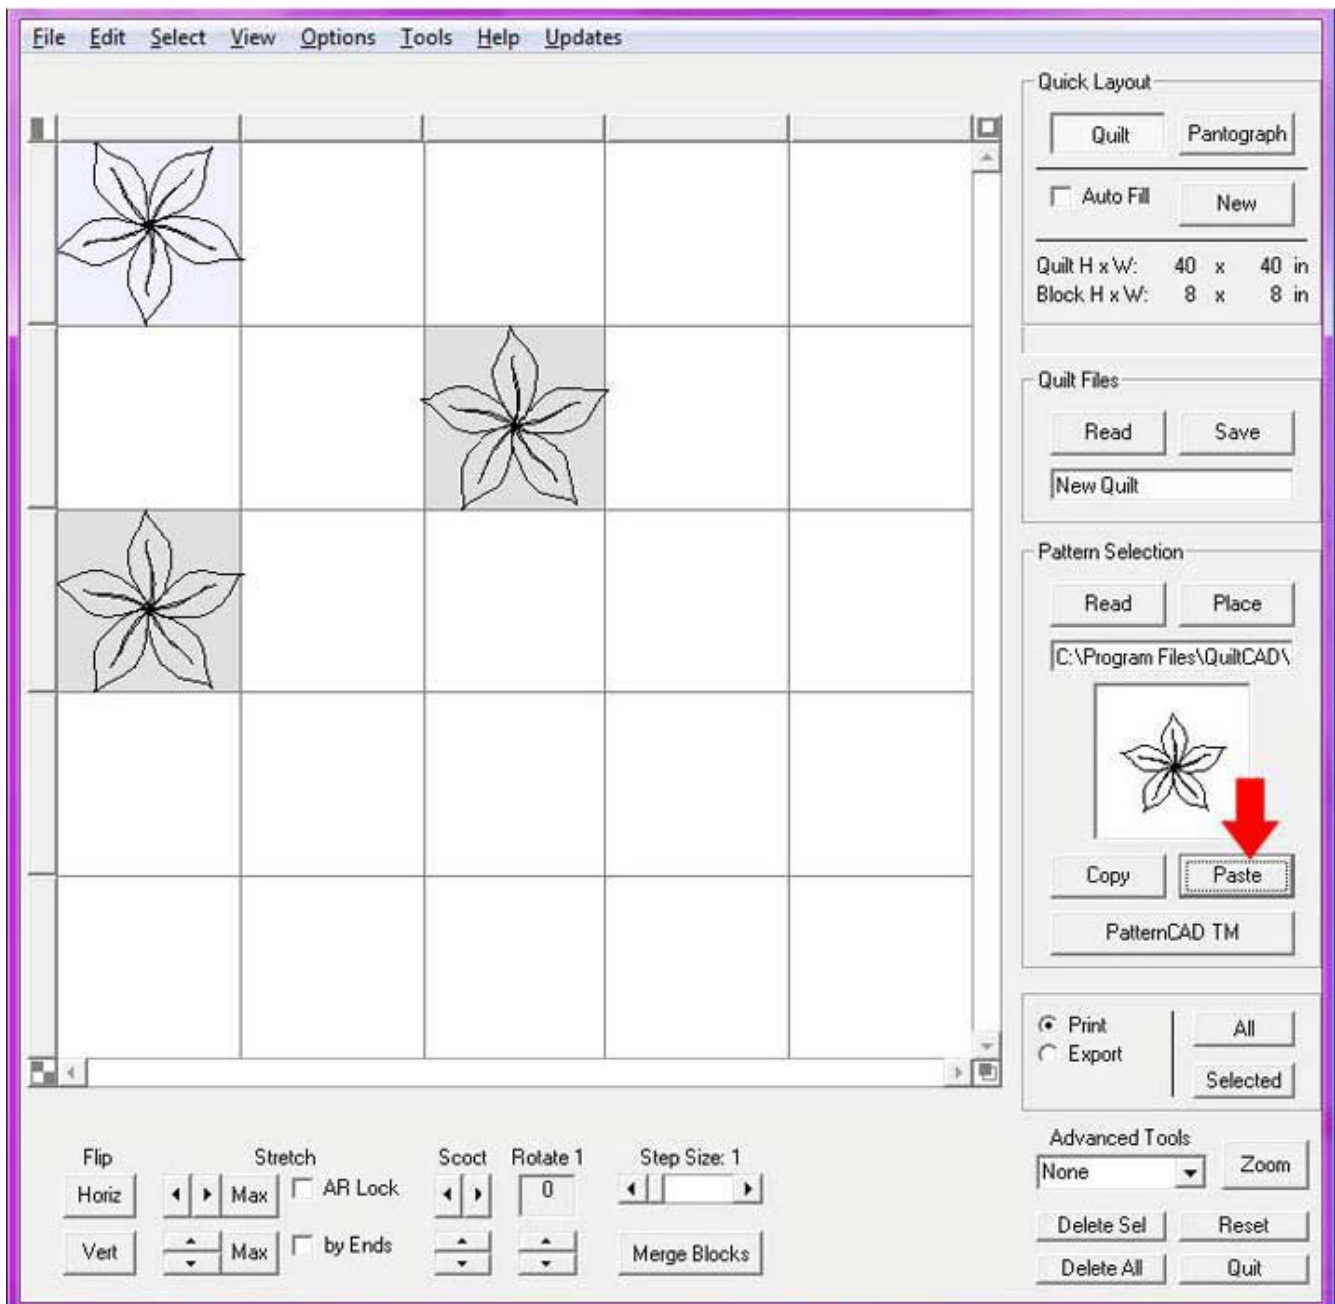 File Edit Select View Options Tools Help Updates
Quick Layout
Quilt Pantograph
Auto Fill New
Quilt H x W: 40 x 40 in
Block H x W: 8 x 8 in
Quilt Files
Read Save
New Quilt
Pattern Selection
Read Place
C:\Program Files\QuiltCAD\
Copy Paste
PatternCAD TM
Print All
Export
Selected
Advanced Tools
None Zoom
Delete Sel Reset
Delete All Quit
Flip Stretch Scoct Rotate 1 Step Size: 1
Horiz Max AR Lock 0
Vert Max by Ends Merge Blocks